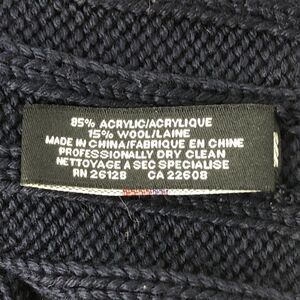 85% ACRYLIC/ACRYLIQUE
15% WOOL/LAINE
MADE IN CHINA/FABRIQUE EN CHINE
PROFESSIONALLY DRY CLEAN
NETTOYAGE A SEC SPECIALISE
RN 26128 CA 22608